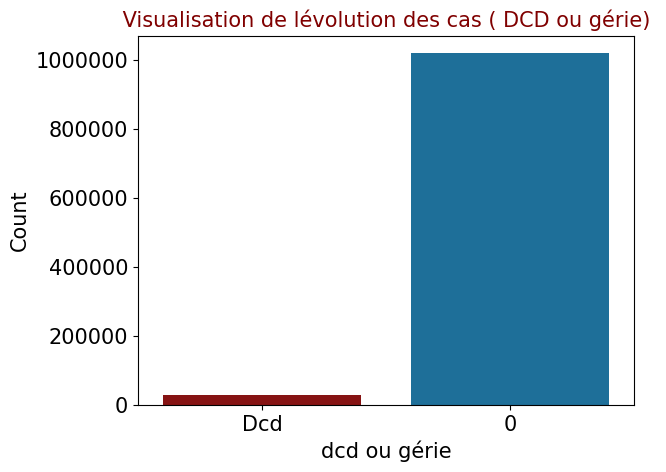 Visualisation de lévolution des cas ( DCD ou gérie)
1000000
800000
600000
400000
200000
0
Count
Dcd
0
dcd ou gérie